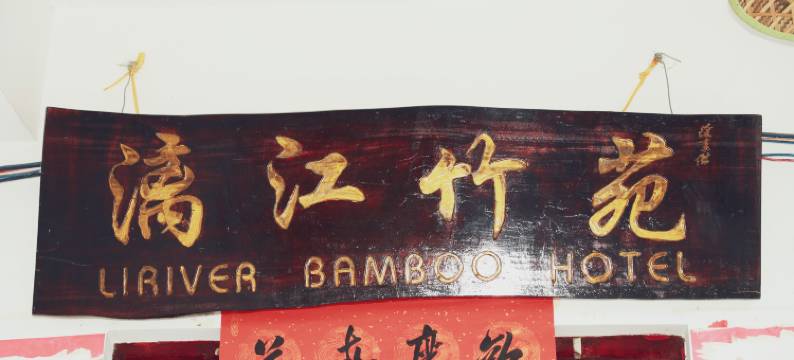 漓江竹苑
LIRIVER BAMBOO HOTEL